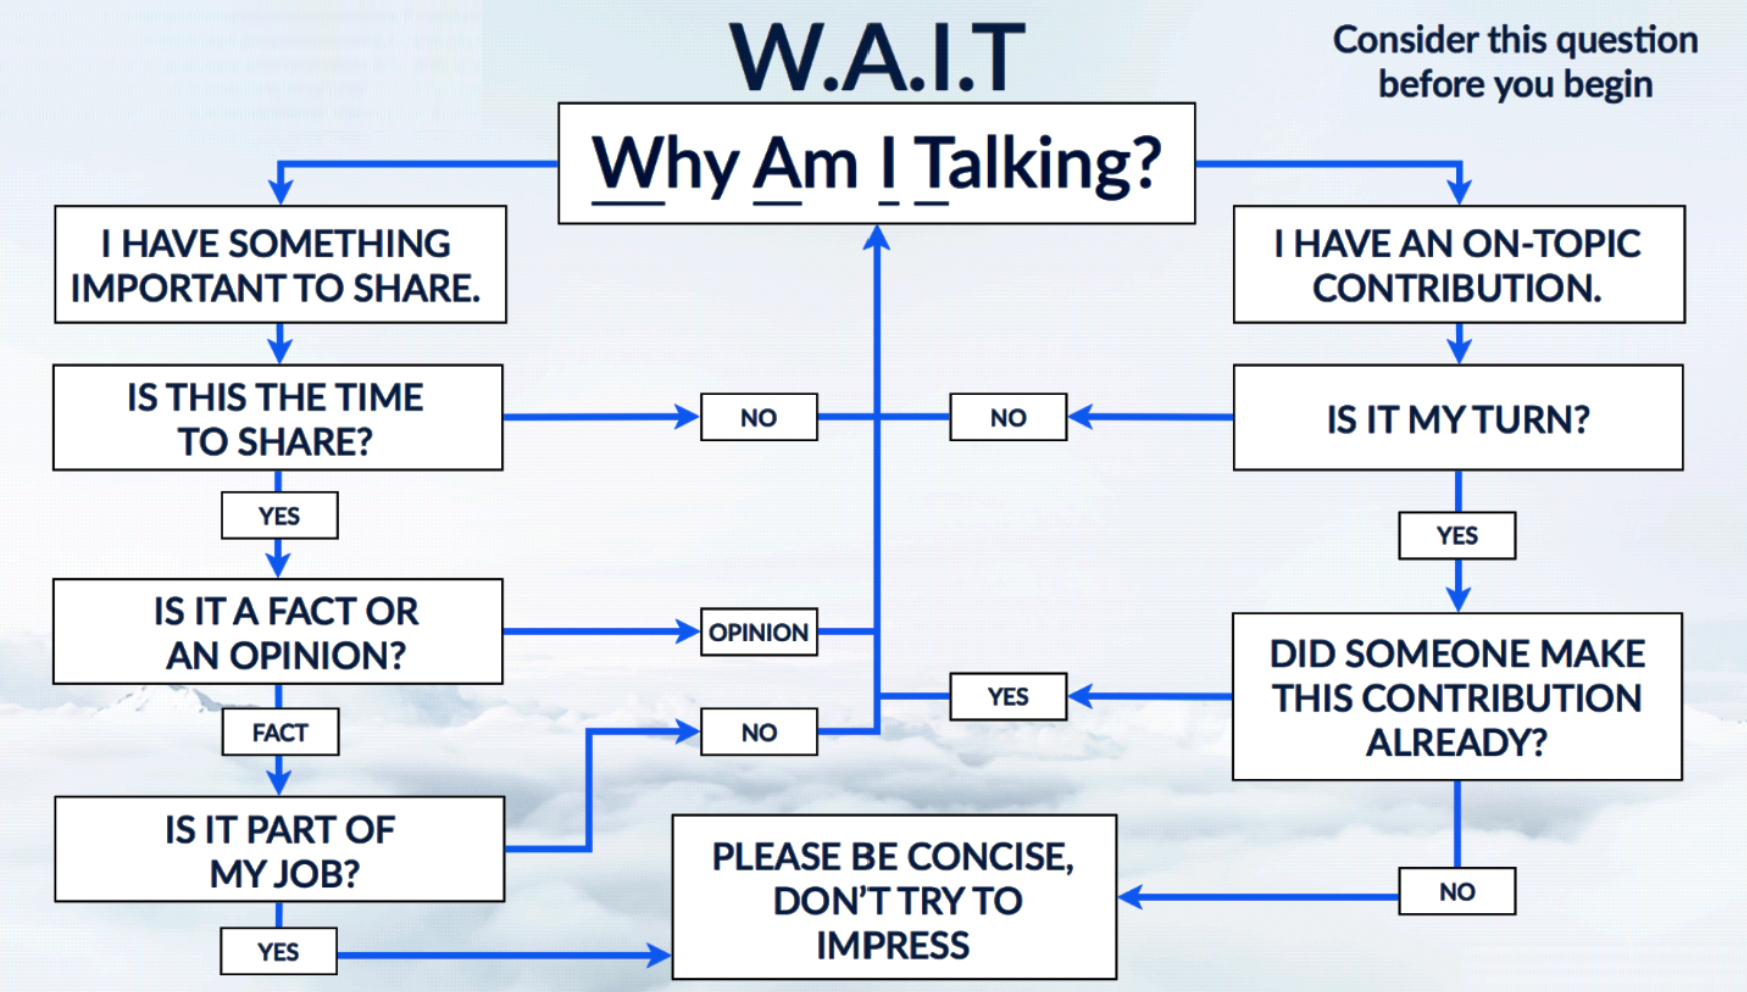 W.A.I.T
Consider this question
before you begin
Why Am I Talking?
I HAVE SOMETHING
IMPORTANT TO SHARE.
I HAVE AN ON-TOPIC
CONTRIBUTION.
IS THIS THE TIME
TO SHARE?
NO
NO
IS IT MY TURN?
YES
YES
IS IT A FACT OR
AN OPINION?
OPINION
DID SOMEONE MAKE
THIS CONTRIBUTION
ALREADY?
YES
FACT
NO
IS IT PART OF
MY JOB?
PLEASE BE CONCISE,
DON'T TRY TO
IMPRESS
NO
YES